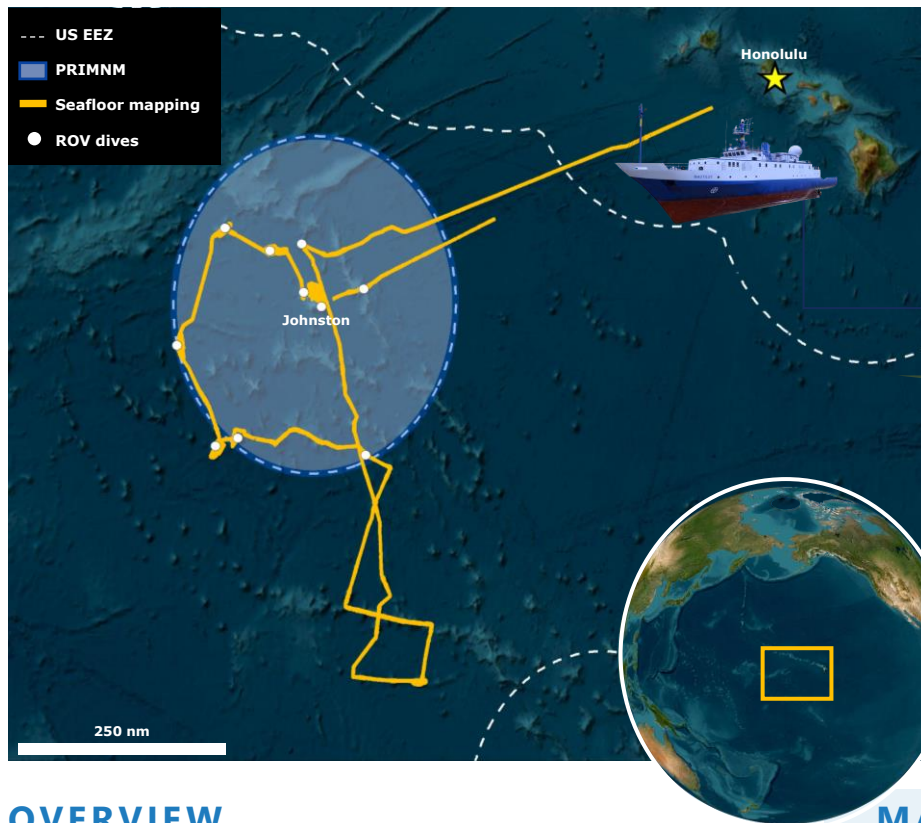 US EEZ
PRIMNM
Seafloor mapping
ROV dives
Honolulu
Johnston
250 nm
OVERVIEW